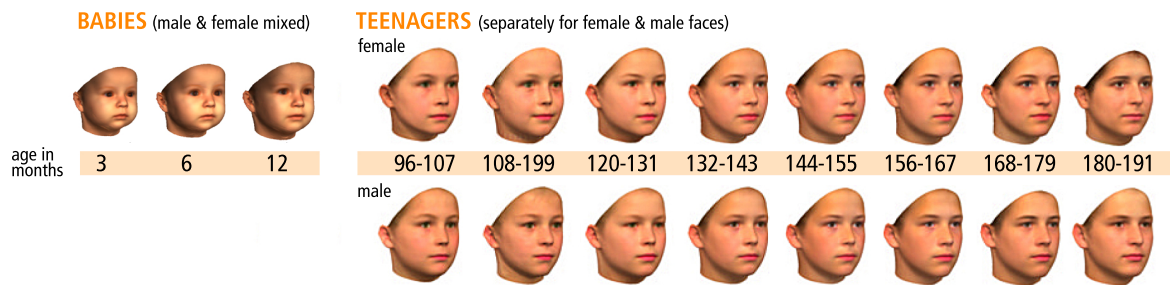 BABIES (male & female mixed)
TEENAGERS (separately for female & male faces)
female
age in
months
3 6 12
96-107 108-199 120-131 132-143 144-155 156-167 168-179 180-191
male